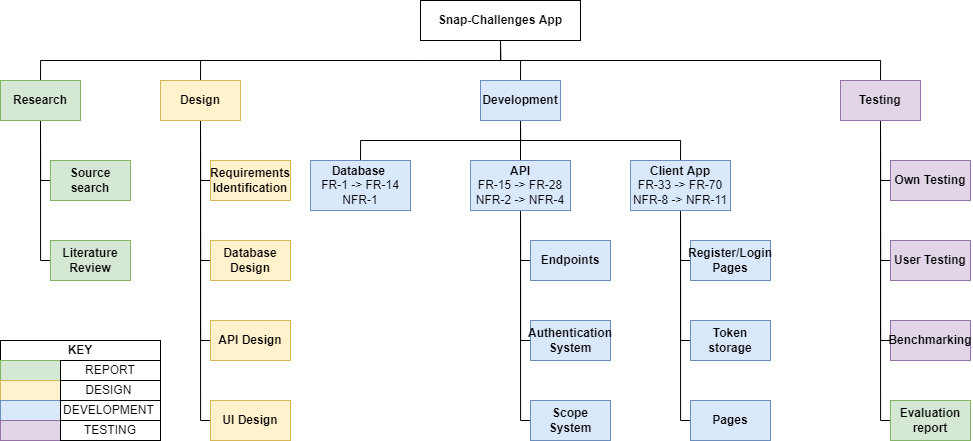 Snap-Challenges App
Research
Design
Development
Testing
Source
search
Literature
Review
Requirements
Identification
Database
Design
API Design
UI Design
Database
FR-1 -> FR-14
NFR-1
API
FR-15 -> FR-28
NFR-2 -> NFR-4
Endpoints
Authentication
System
Scope
System
Client App
FR-33 -> FR-70
NFR-8 -> NFR-11
Register/Login
Pages
Token
storage
Pages
Own Testing
User Testing
Benchmarking
Evaluation
report
KEY
REPORT
DESIGN
DEVELOPMENT
TESTING